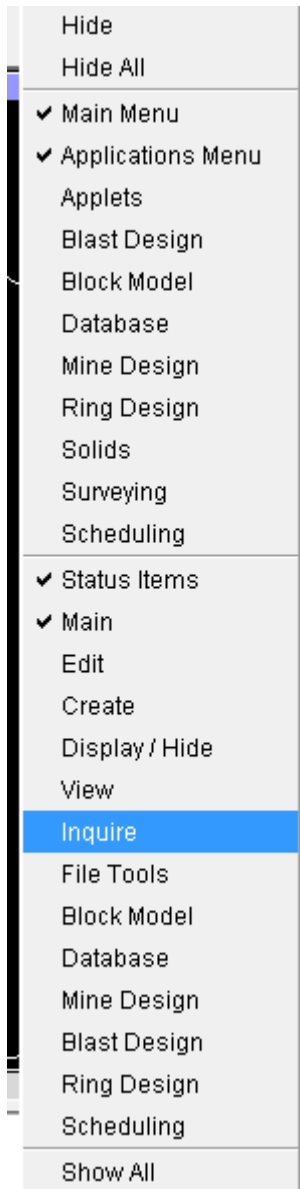 Hide
Hide All
Main Menu
Applications Menu
Applets
Blast Design
Block Model
Database
Mine Design
Ring Design
Solids
Surveying
Scheduling
Status Items
Main
Edit
Create
Display / Hide
View
Inquire
File Tools
Block Model
Database
Mine Design
Blast Design
Ring Design
Scheduling
Show All